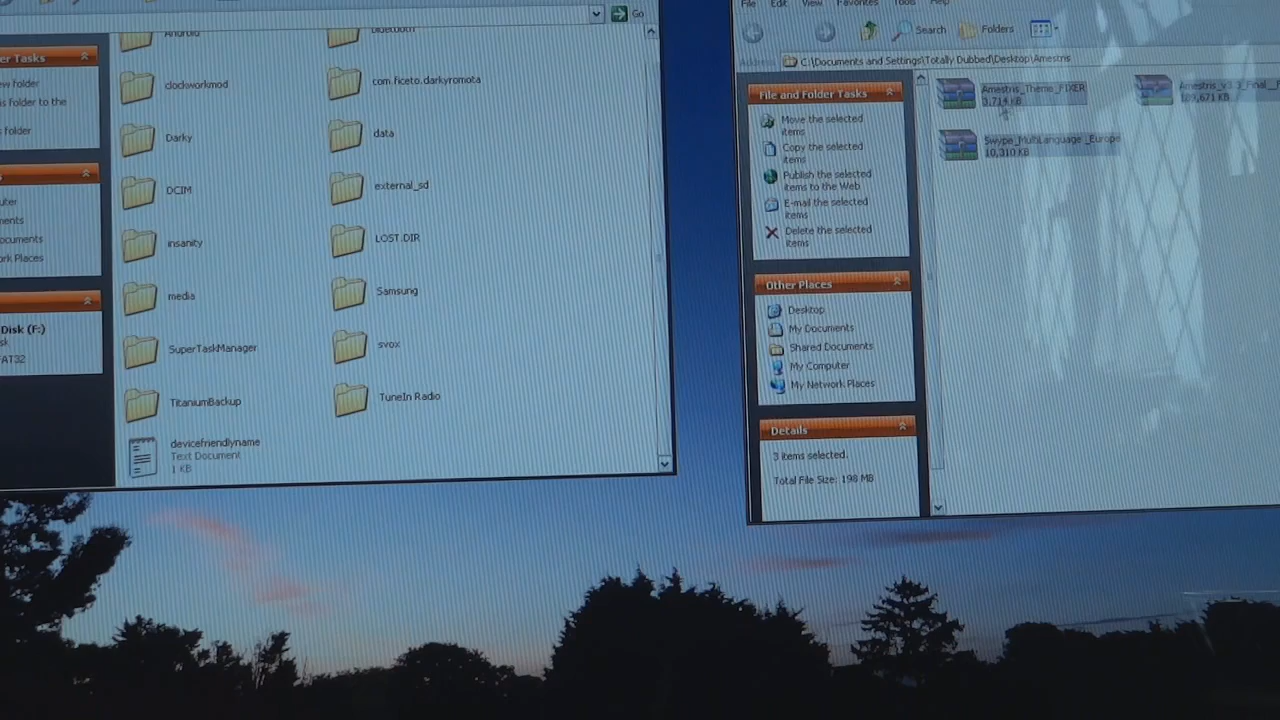 Go
er Tasks
ew folder
is folder to the
s folder
uter
ments
ocuments
rk Places
Disk (F:)
sk
AT32
Android
bluetooth
clockworkmod
com.ficeto.darkyromota
Darky
data
DCIM
external_sd
insanity
LOST.DIR
media
Samsung
SuperTaskManager
svox
TitaniumBackup
TuneIn Radio
devicefriendlyname
Text Document
1 KB
File Edit View Favorites Tools Help
Search Folders
Address C:\Documents and Settings\Totally Dubbed\Desktop\Amestris
File and Folder Tasks
Move the selected
items
Copy the selected
items
Publish the selected
items to the Web
E-mail the selected
items
Delete the selected
items
Other Places
Desktop
My Documents
Shared Documents
My Computer
My Network Places
Details
3 items selected.
Total File Size: 198 MB
Amestris_Theme_FIXER
3,714 KB
Swype_MultiLanguage_Europe
10,310 KB